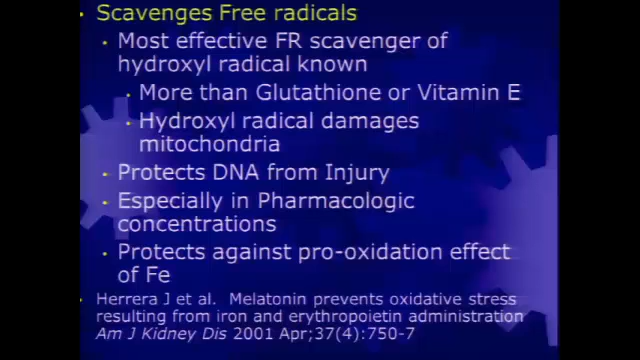 Scavenges Free radicals
Most effective FR scavenger of
hydroxyl radical known
More than Glutathione or Vitamin E
Hydroxyl radical damages
mitochondria
Protects DNA from Injury
Especially in Pharmacologic
concentrations
Protects against pro-oxidation effect
of Fe
Herrera J et al. Melatonin prevents oxidative stress
resulting from iron and erythropoietin administration
Am J Kidney Dis 2001 Apr;37(4):750-7